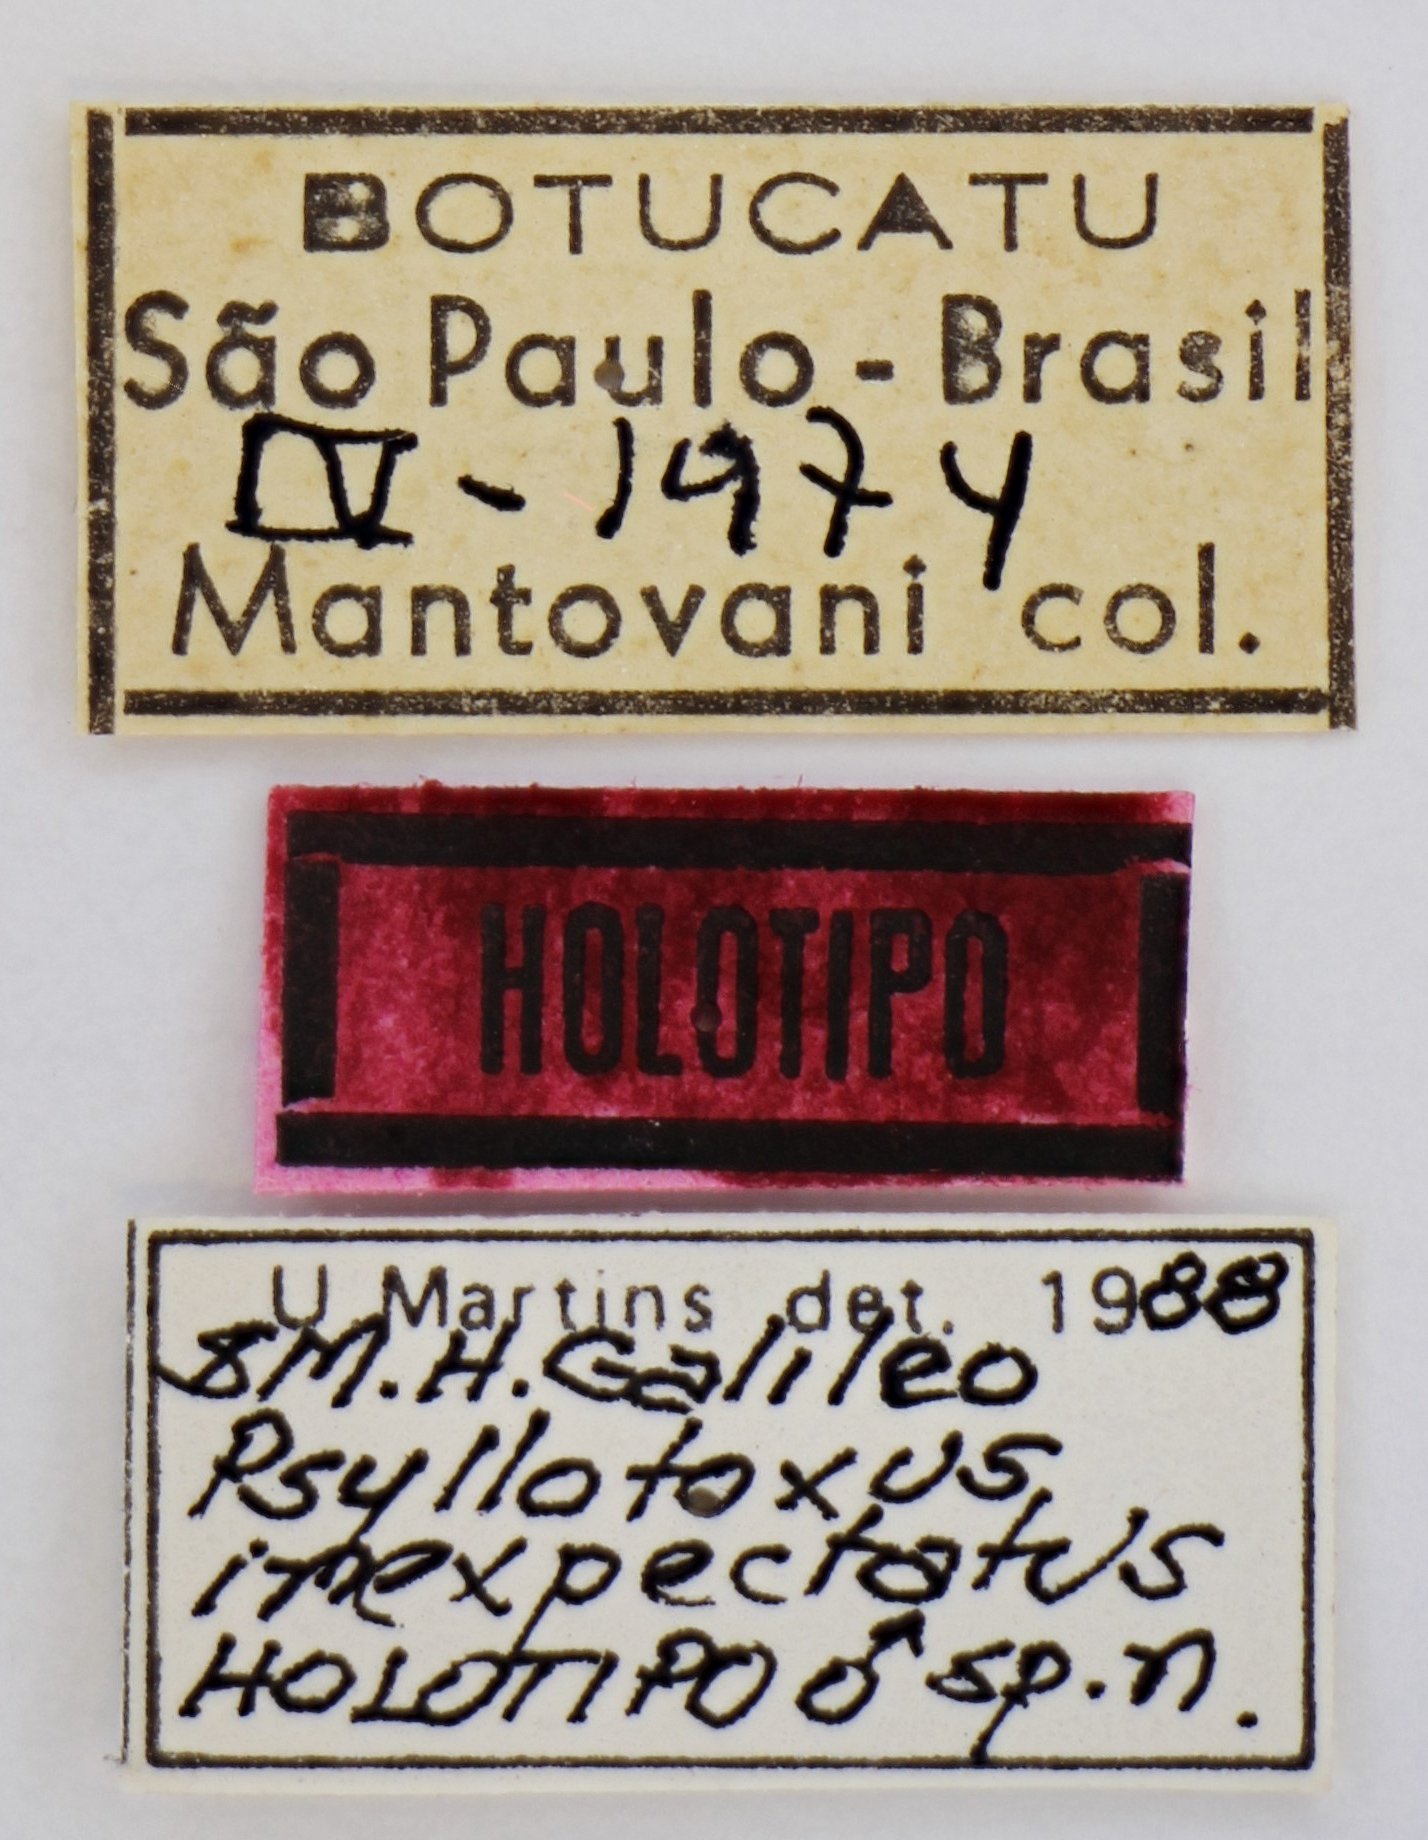 BOTUCATU
São Paulo - Brasil
IV - 1974
Mantovani col.
HOLOTIPO
U. Martins det. 1988
& M. H. Galileo
Psyllotoxus
inexpectatus
HOLOTIPO ♂ sp. n.